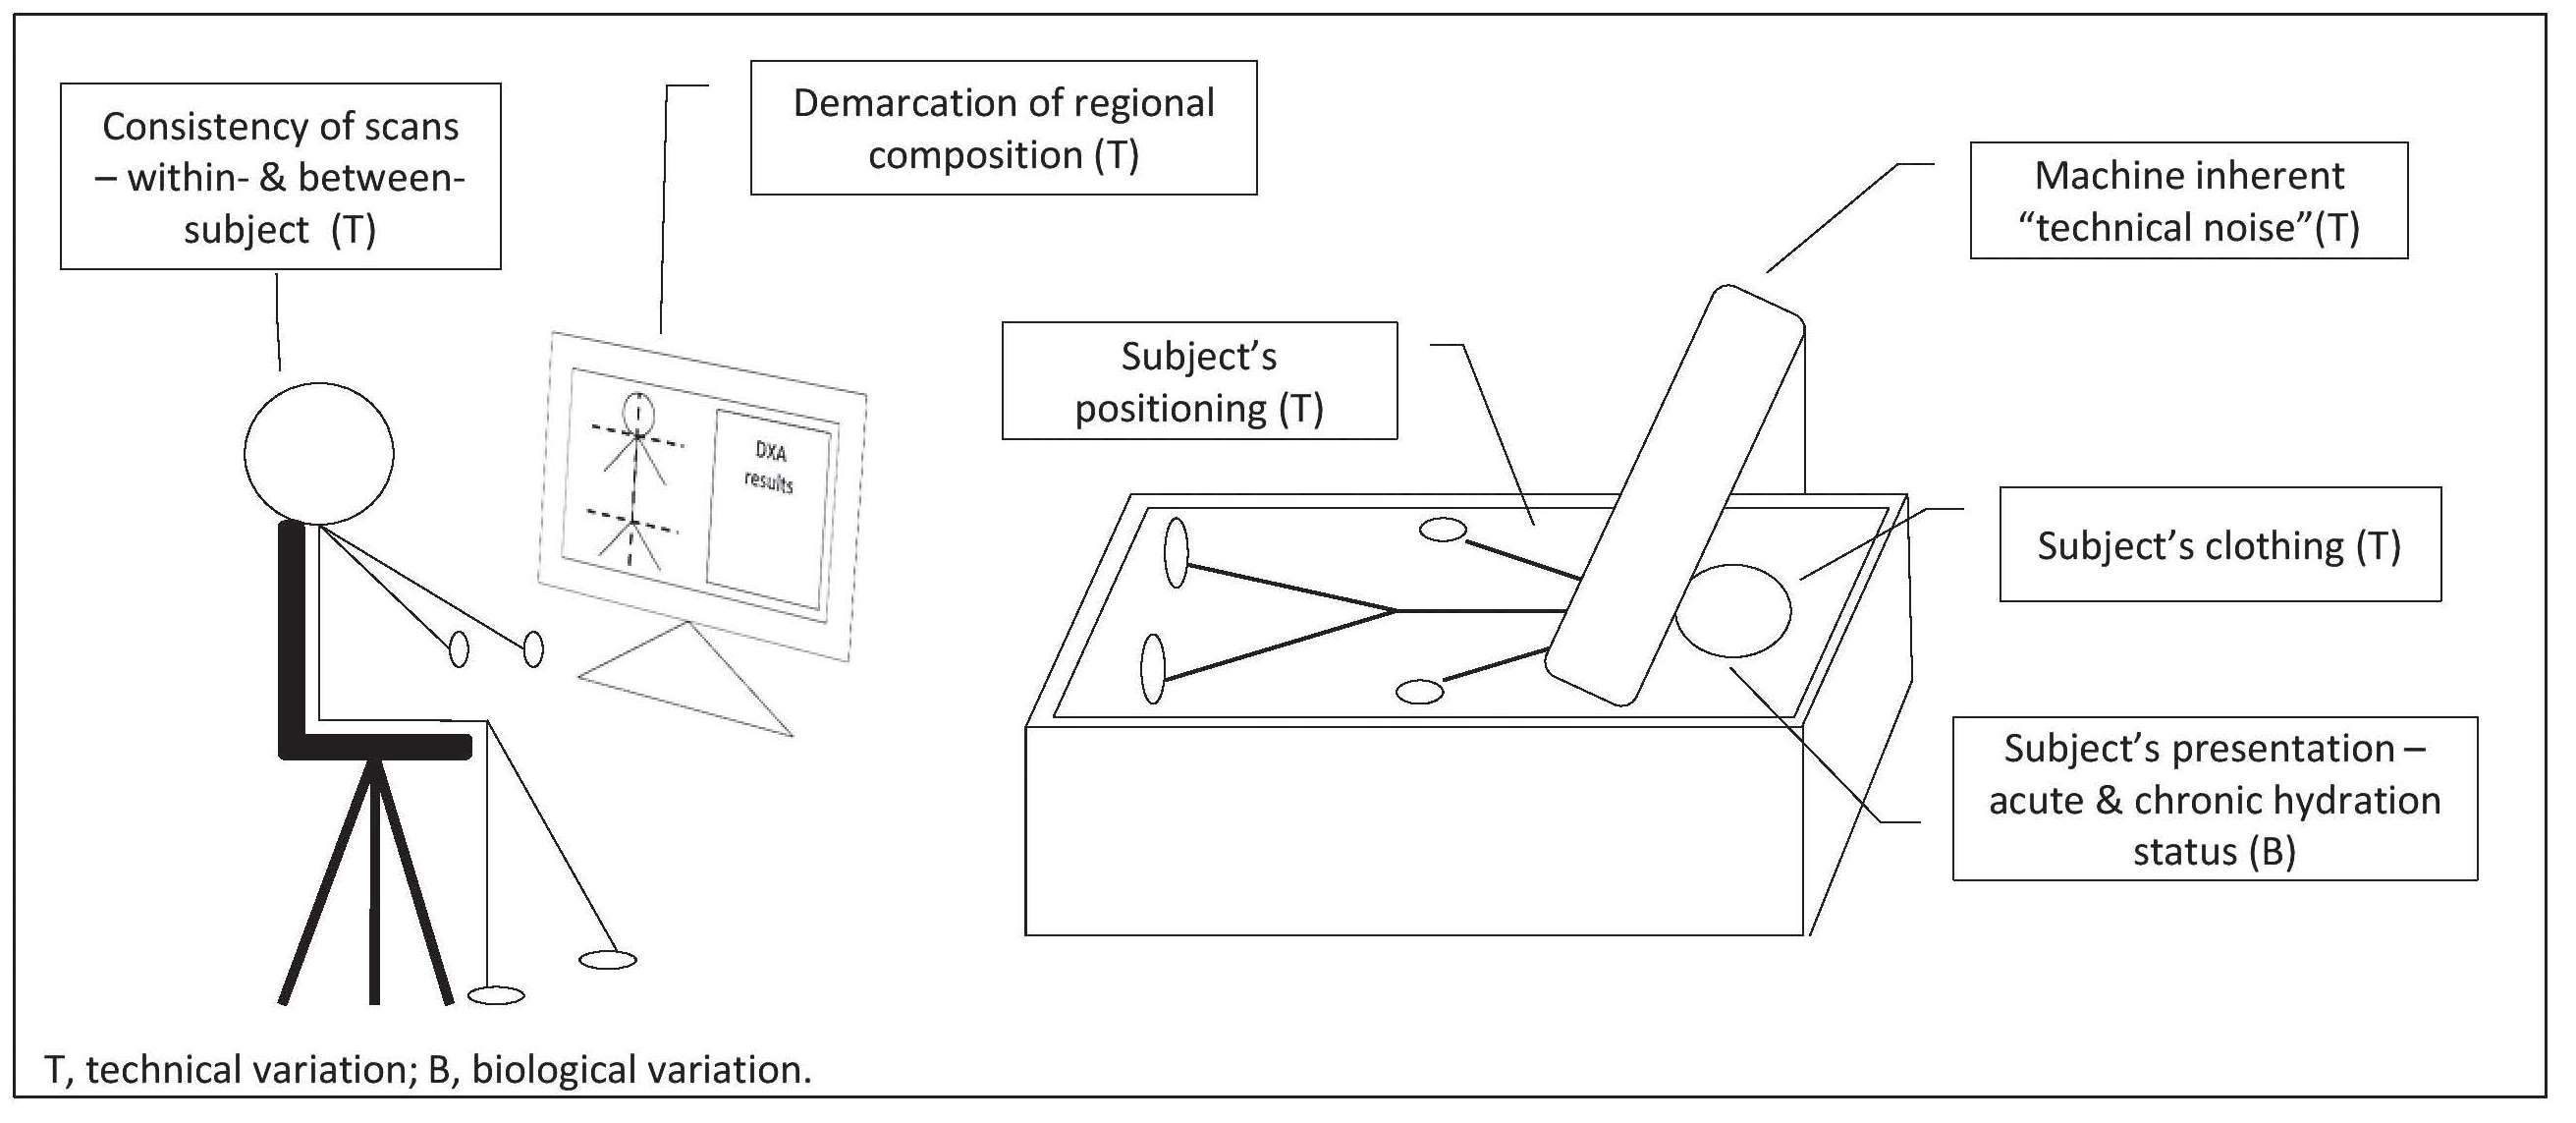 Consistency of scans
– within- & between-
subject  (T)
Demarcation of regional
composition (T)
Machine inherent
“technical noise”(T)
Subject’s
positioning (T)
DXA
results
Subject’s clothing (T)
Subject’s presentation –
acute & chronic hydration
status (B)
T, technical variation; B, biological variation.